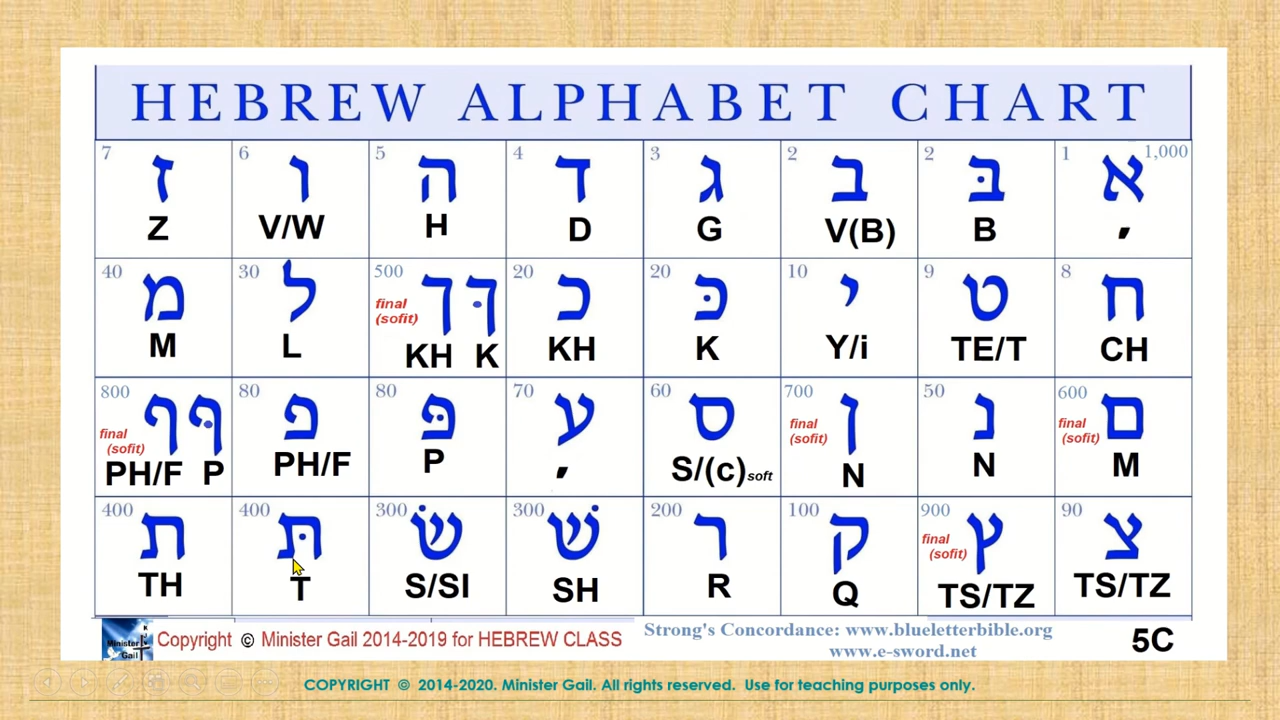 HEBREW ALPHABET CHART
1 1,000 א ,
2 בּ B
2 ב V(B)
3 ג G
4 ד D
5 ה H
6 ו V/W
7 ז Z
8 ח CH
9 ט TE/T
10 י Y/i
20 כּ K
20 כ KH
500 final (sofit) ךּ ך KH K
30 ל L
40 מ M
600 final (sofit) ם M
50 נ N
700 final (sofit) ן N
60 ס S/(c)soft
70 ע ,
80 פּ P
80 פ PH/F
800 final (sofit) ףּ ף PH/F P
90 צ TS/TZ
900 final (sofit) ץ TS/TZ
100 ק Q
200 ר R
300 שׁ SH
300 שׂ S/SI
400 תּ T
400 ת TH
Minister Gail
Copyright © Minister Gail 2014-2019 for HEBREW CLASS
Strong's Concordance: www.blueletterbible.org
www.e-sword.net
5C
COPYRIGHT © 2014-2020. Minister Gail. All rights reserved. Use for teaching purposes only.